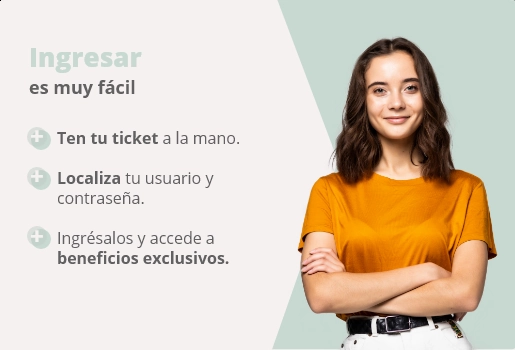 Ingresar
es muy fácil
Ten tu ticket a la mano.
Localiza tu usuario y
contraseña.
Ingrésalos y accede a
beneficios exclusivos.